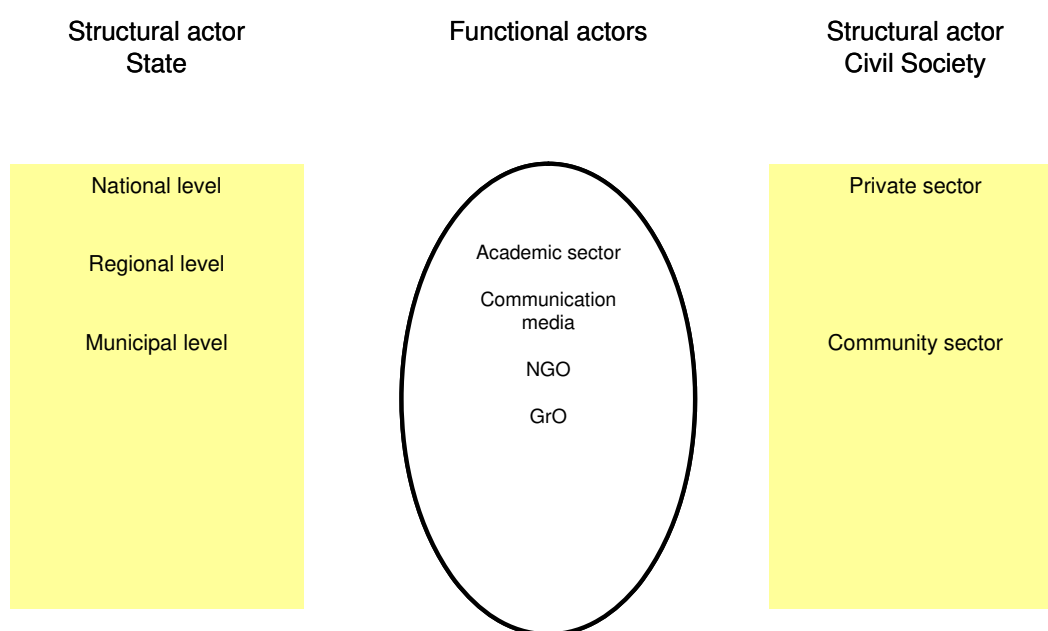 Structural actor
State
Functional actors
Structural actor
Civil Society
National level
Regional level
Municipal level
Academic sector
Communication
media
NGO
GrO
Private sector
Community sector